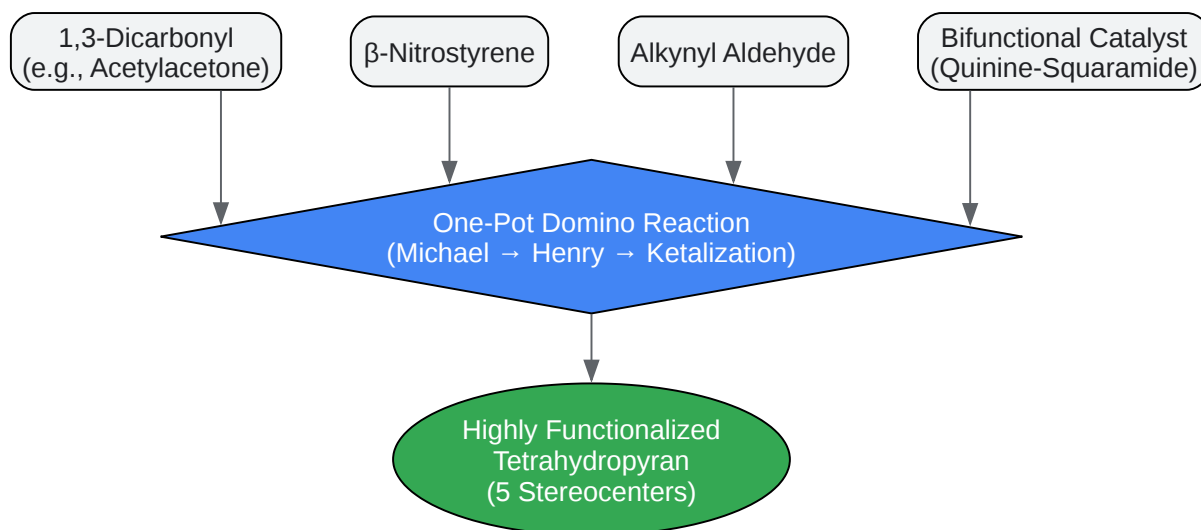 1,3-Dicarbonyl
(e.g., Acetylacetone)
β-Nitrostyrene
Alkynyl Aldehyde
Bifunctional Catalyst
(Quinine-Squaramide)
One-Pot Domino Reaction
(Michael → Henry → Ketalization)
Highly Functionalized
Tetrahydropyran
(5 Stereocenters)